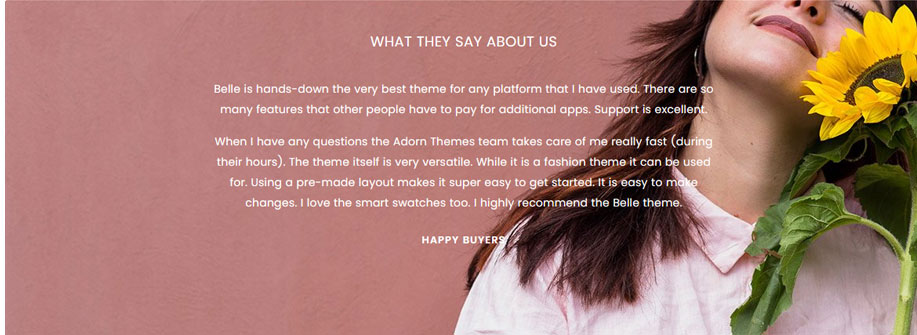 WHAT THEY SAY ABOUT US
Belle is hands-down the very best theme for any platform that I have used. There are so
many features that other people have to pay for additional apps. Support is excellent.
When I have any questions the Adorn Themes team takes care of me really fast (during
their hours). The theme itself is very versatile. While it is a fashion theme it can be used
for. Using a pre-made layout makes it super easy to get started. It is easy to make
changes. I love the smart swatches too. I highly recommend the Belle theme.
HAPPY BUYERS